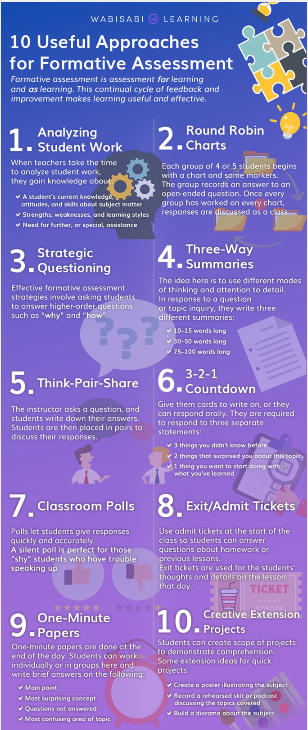 WABISABI LEARNING
10 Useful Approaches
for Formative Assessment
Formative assessment is assessment for learning
and as learning. This continual cycle of feedback and
improvement makes learning useful and effective.
1. Analyzing
Student Work
When teachers take the time
to analyze student work,
they gain knowledge about:
A student's current knowledge,
attitudes, and skills about subject matter
Strengths, weaknesses, and learning styles
Need for further, or special, assistance
2. Round Robin
Charts
Each group of 4 or 5 students begins
with a chart and some markers.
The group records an answer to an
open-ended question. Once every
group has worked on every chart,
responses are discussed as a class.
3. Strategic
Questioning
Effective formative assessment
strategies involve asking students
to answer higher-order questions
such as "why" and "how".
4. Three-Way
Summaries
The idea here is to use different modes
of thinking and attention to detail.
In response to a question
or topic inquiry, they write three
different summaries:
10-15 words long
30-50 words long
75-100 words long
5. Think-Pair-Share
The instructor asks a question, and
students write down their answers.
Students are then placed in pairs to
discuss their responses.
6. 3-2-1
Countdown
Give them cards to write on, or they
can respond orally. They are required
to respond to three separate
statements:
3 things you didn't know before
2 things that surprised you about this topic
1 thing you want to start doing with
what you've learned
7. Classroom Polls
Polls let students give responses
quickly and accurately.
A silent poll is perfect for those
"shy" students who have trouble
speaking up.
8. Exit/Admit Tickets
Use admit tickets at the start of the
class so students can answer
questions about homework or
previous lessons.
Exit tickets are used for the students'
thoughts and details on the lesson
that day.
TICKET
9. One-Minute
Papers
One-minute papers are done at the
end of the day. Students can work
individually or in groups here and
write brief answers on the following:
Main point
Most surprising concept
Questions not answered
Most confusing area of topic
10. Creative Extension
Projects
Students can create scope of projects
to demonstrate comprehension.
Some extension ideas for quick
projects:
Create a poster illustrating the subject
Record a rehearsed skit or podcast
discussing the topics covered
Build a diorama about the subject